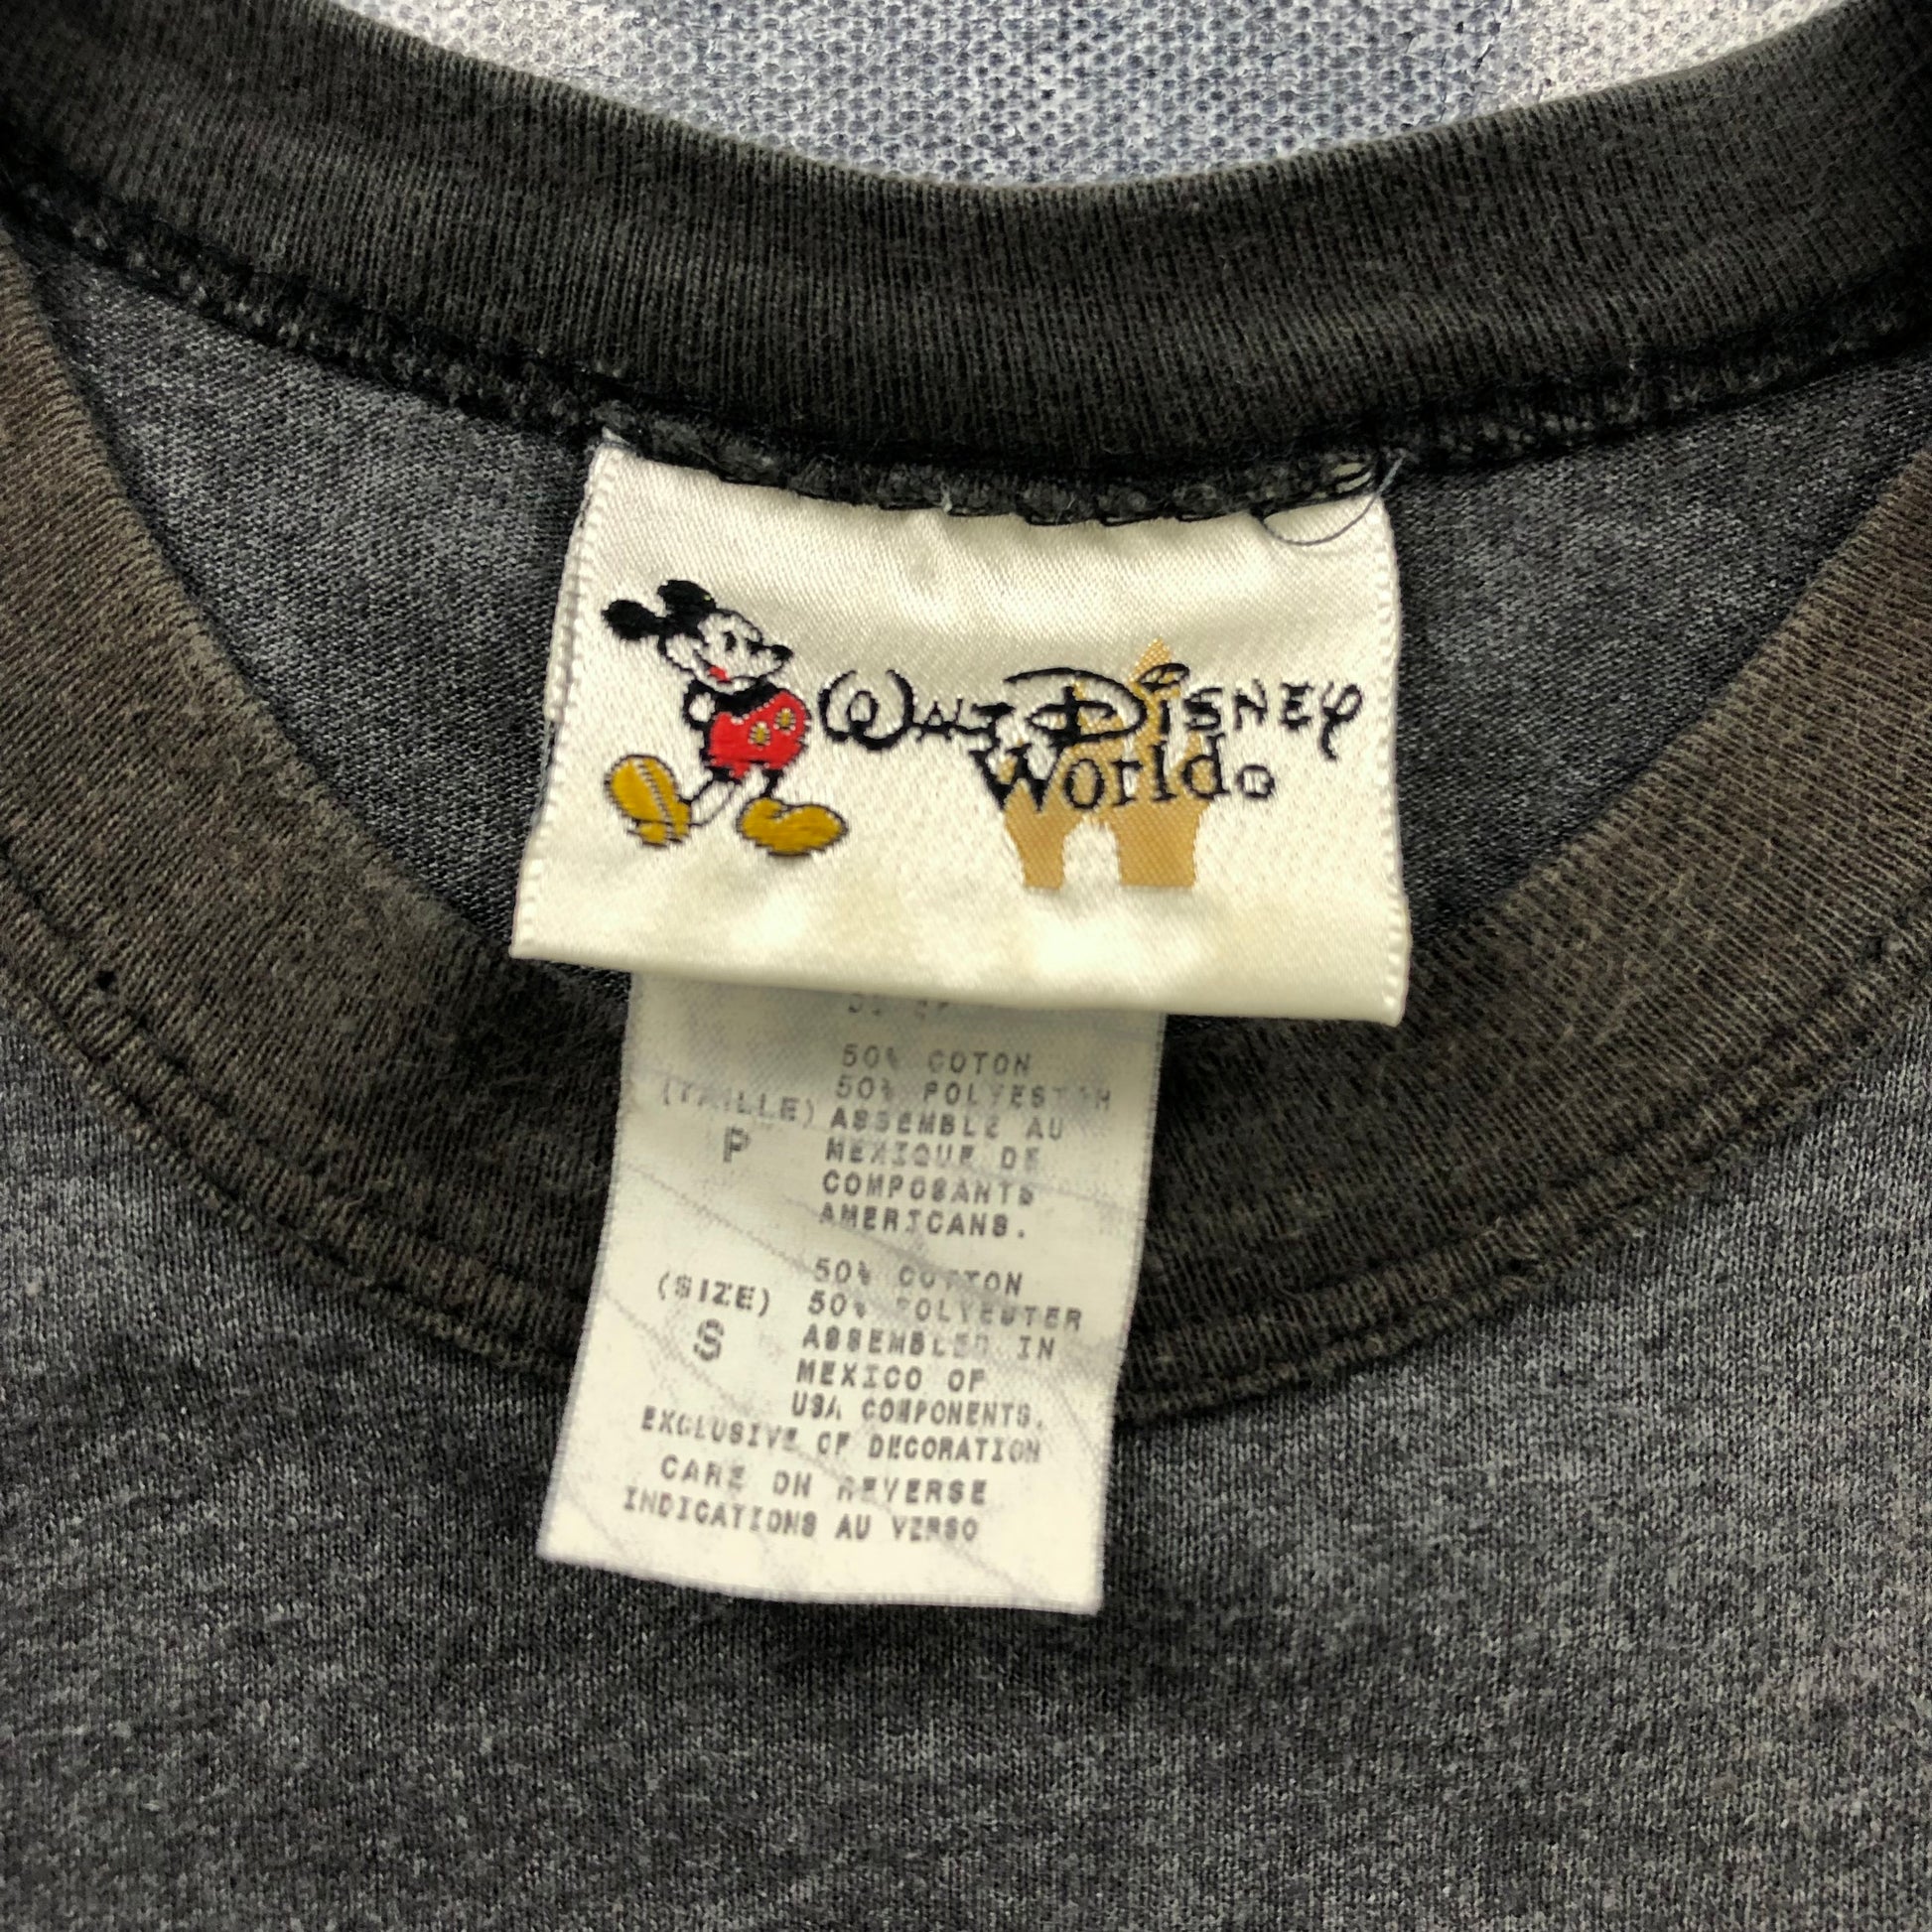 WALT DISNEY
World®
50% COTON
50% POLYESTER
(TAILLE) ASSEMBLE AU
P MEXIQUE DE
COMPOSANTS
AMERICANS.
50% COTTON
(SIZE) 50% POLYESTER
S ASSEMBLED IN
MEXICO OF
USA COMPONENTS.
EXCLUSIVE OF DECORATION
CARE ON REVERSE
INDICATIONS AU VERSO